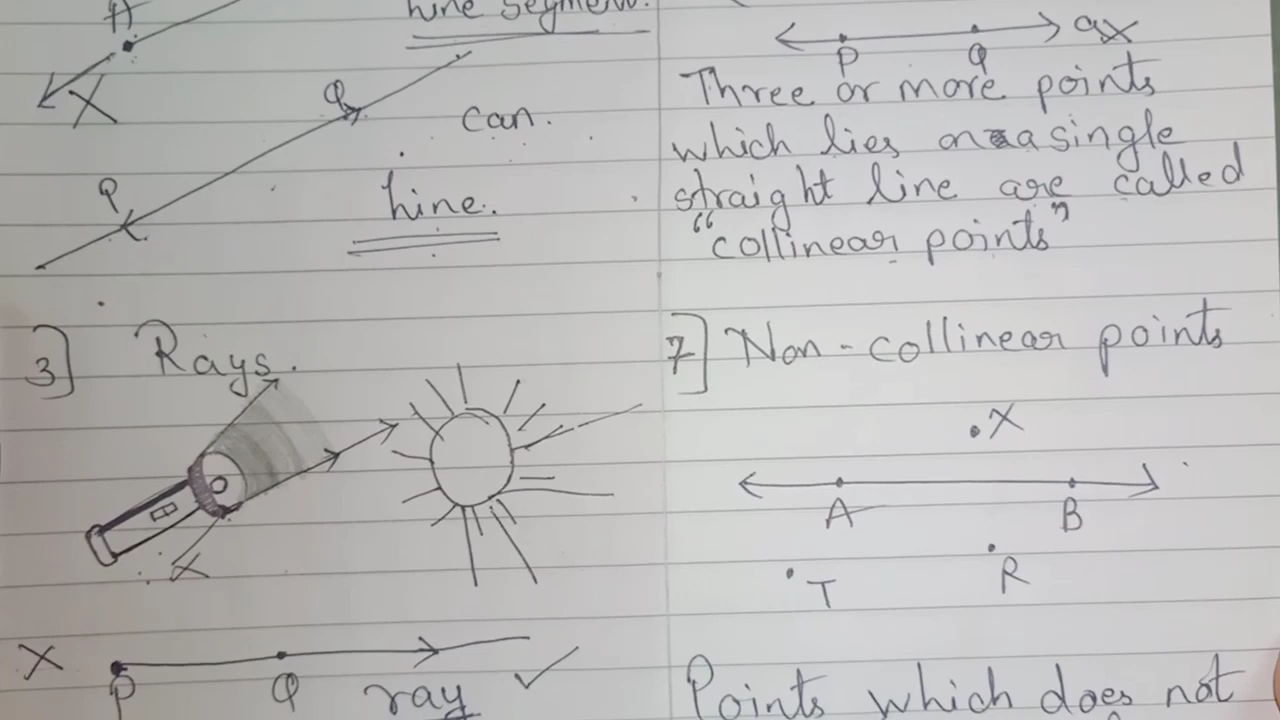 A
Line segment.
X
Q
can.
P
Line.
3] Rays.
X
X P Q ray ✓
P Q ax
Three or more points
which lies on a single
straight line are called
"collinear points"
7] Non-collinear points
X
A B
T R
Points which does not